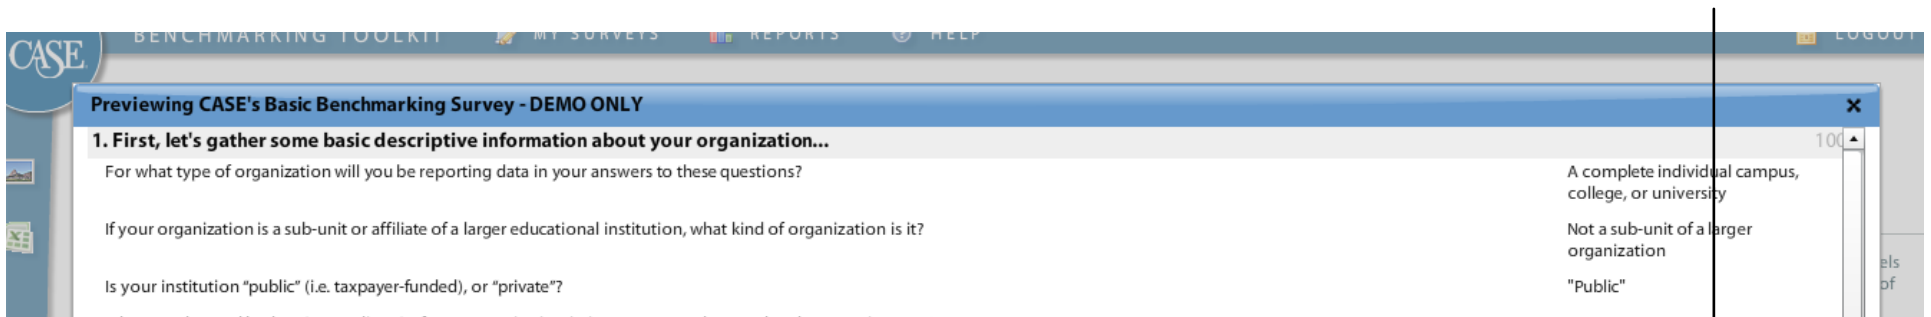 BENCHMARKING TOOLKIT MY SURVEYS REPORTS HELP LOGOUT
CASE
Previewing CASE's Basic Benchmarking Survey - DEMO ONLY
1. First, let's gather some basic descriptive information about your organization...
100
For what type of organization will you be reporting data in your answers to these questions?
A complete individual campus,
college, or university
If your organization is a sub-unit or affiliate of a larger educational institution, what kind of organization is it?
Not a sub-unit of a larger
organization
els
Is your institution “public” (i.e. taxpayer-funded), or “private”?
"Public"
of